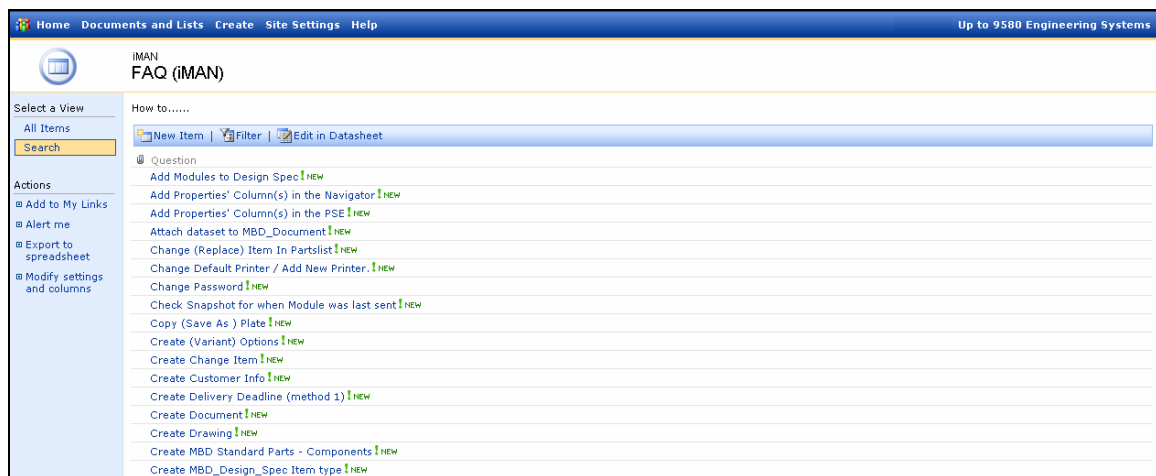 Home Documents and Lists Create Site Settings Help Up to 9580 Engineering Systems
iMAN
FAQ (iMAN)
Select a View
All Items
Search
Actions
Add to My Links
Alert me
Export to
spreadsheet
Modify settings
and columns
How to......
New Item | Filter | Edit in Datasheet
Question
Add Modules to Design Spec ! NEW
Add Properties' Column(s) in the Navigator ! NEW
Add Properties' Column(s) in the PSE ! NEW
Attach dataset to MBD_Document ! NEW
Change (Replace) Item In Partslist ! NEW
Change Default Printer / Add New Printer. ! NEW
Change Password ! NEW
Check Snapshot for when Module was last sent ! NEW
Copy (Save As ) Plate ! NEW
Create (Variant) Options ! NEW
Create Change Item ! NEW
Create Customer Info ! NEW
Create Delivery Deadline (method 1) ! NEW
Create Document ! NEW
Create Drawing ! NEW
Create MBD Standard Parts - Components ! NEW
Create MBD_Design_Spec Item type ! NEW